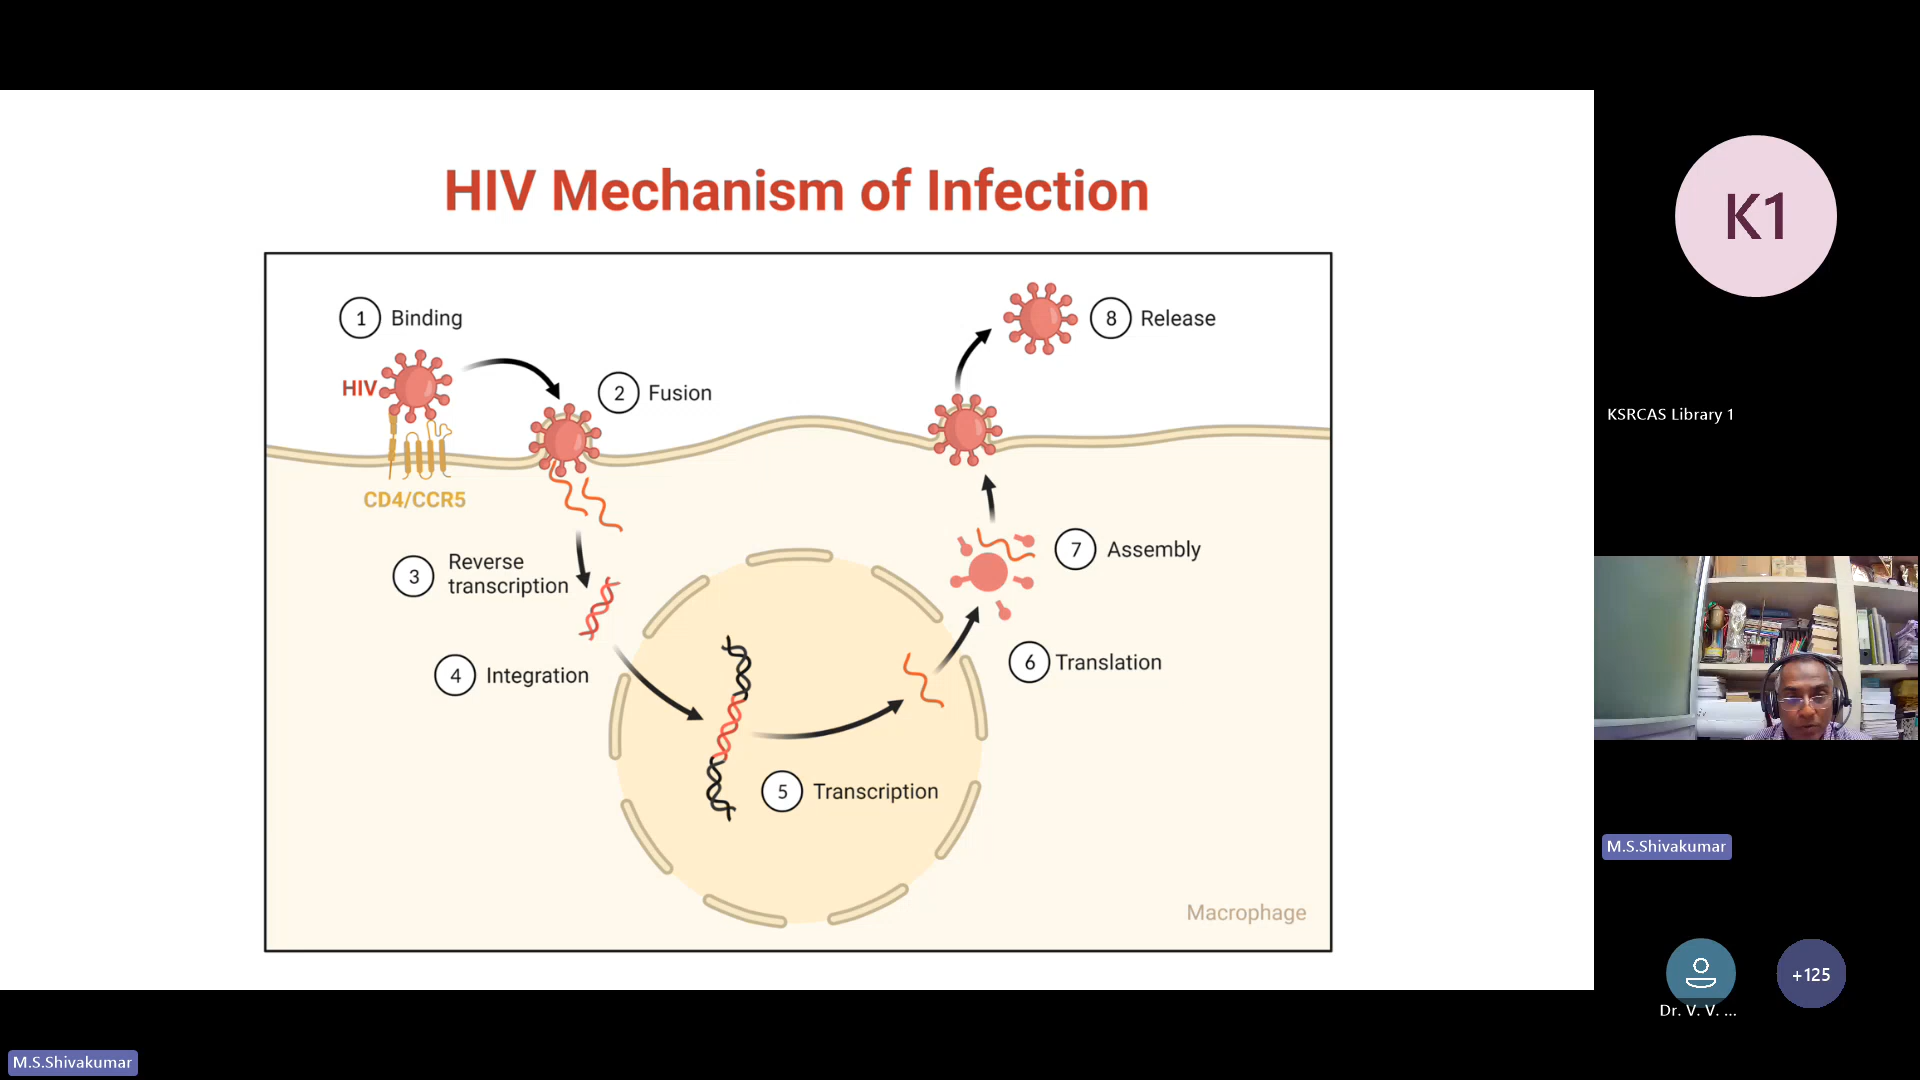 HIV Mechanism of Infection
1 Binding
HIV
CD4/CCR5
2 Fusion
3 Reverse
transcription
4 Integration
5 Transcription
6 Translation
7 Assembly
8 Release
Macrophage
K1
KSRCAS Library 1
M.S.Shivakumar
Dr. V. V. ...
+125
M.S.Shivakumar